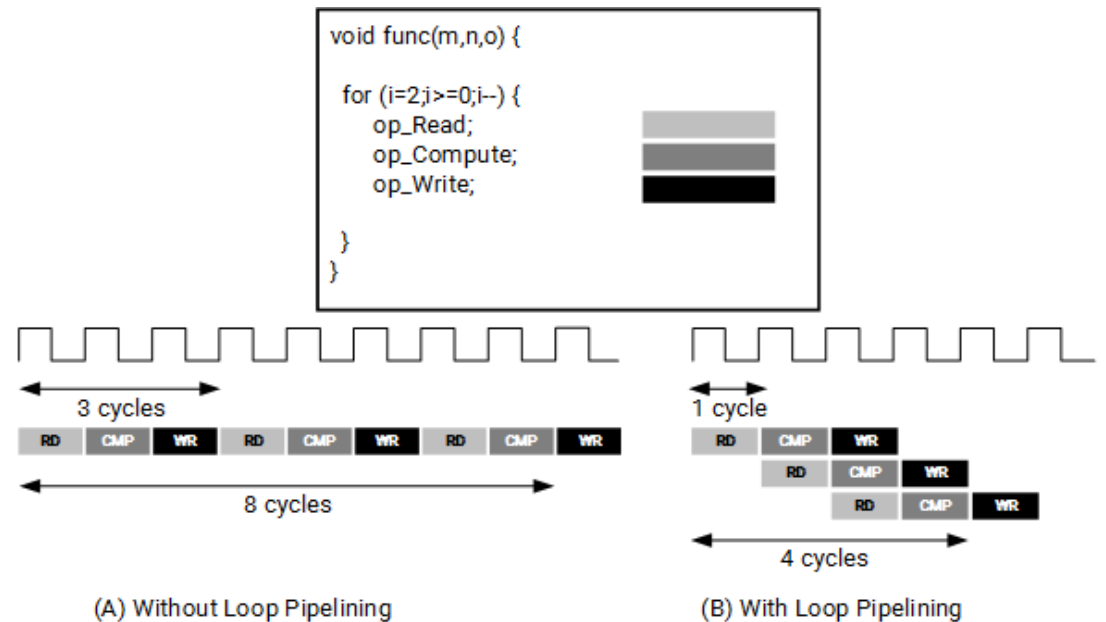 void func(m,n,o) {
for (i=2;i>=0;i--) {
op_Read;
op_Compute;
op_Write;
}
}
3 cycles
RD CMP WR RD CMP WR RD CMP WR
8 cycles
(A) Without Loop Pipelining
1 cycle
RD CMP WR
RD CMP WR
RD CMP WR
4 cycles
(B) With Loop Pipelining